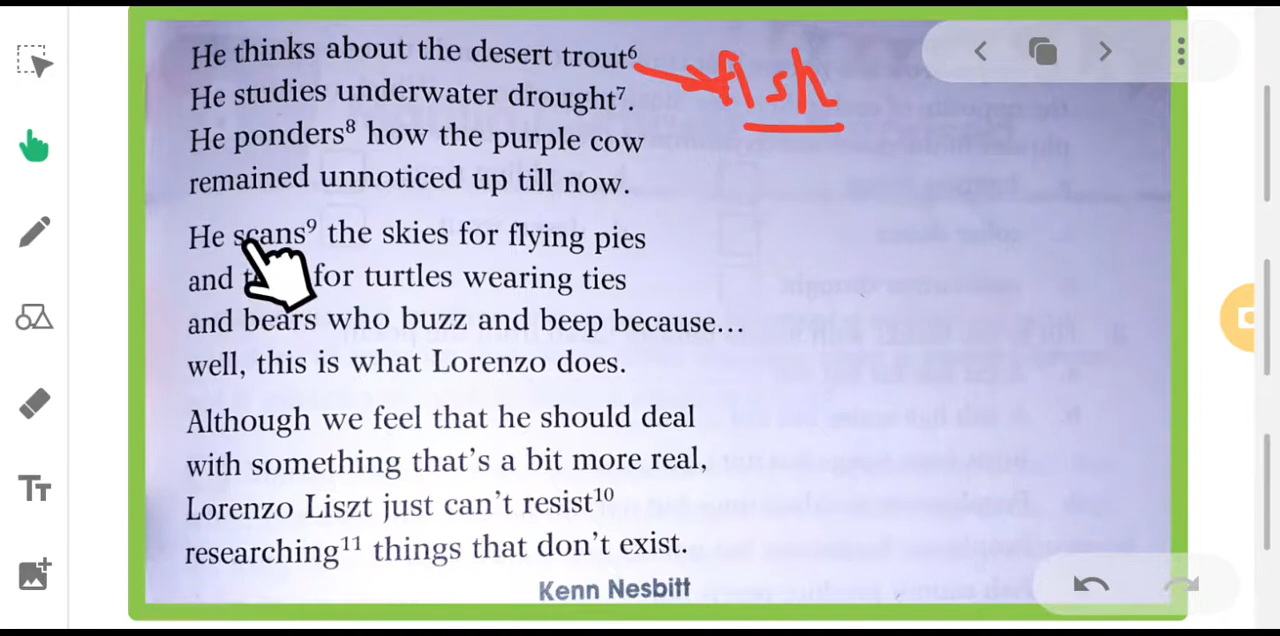 He thinks about the desert trout⁶
fish
He studies underwater drought⁷
He ponders⁸ how the purple cow
remained unnoticed up till now.
He scans⁹ the skies for flying pies
and for turtles wearing ties
and bears who buzz and beep because...
well, this is what Lorenzo does.
Although we feel that he should deal
with something that's a bit more real,
Lorenzo Liszt just can't resist¹⁰
researching¹¹ things that don't exist.
Kenn Nesbitt
Tт